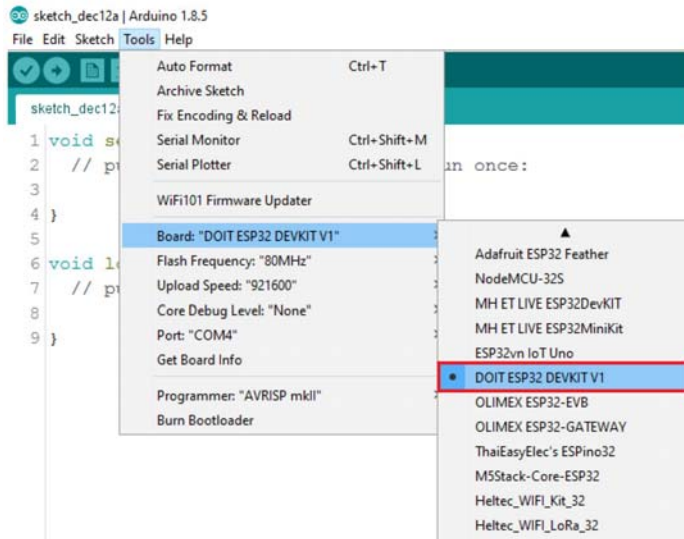 sketch_dec12a | Arduino 1.8.5
File Edit Sketch Tools Help
sketch_dec12
Auto Format Ctrl+T
Archive Sketch
Fix Encoding & Reload
Serial Monitor Ctrl+Shift+M
Serial Plotter Ctrl+Shift+L
WiFi101 Firmware Updater
Board: "DOIT ESP32 DEVKIT V1"
Flash Frequency: "80MHz"
Upload Speed: "921600"
Core Debug Level: "None"
Port: "COM4"
Get Board Info
Programmer: "AVRISP mkII"
Burn Bootloader
1 void se
2 // pu un once:
3
4 }
5
6 void lo
7 // pu
8
9 }
Adafruit ESP32 Feather
NodeMCU-32S
MH ET LIVE ESP32DevKIT
MH ET LIVE ESP32MiniKit
ESP32vn IoT Uno
DOIT ESP32 DEVKIT V1
OLIMEX ESP32-EVB
OLIMEX ESP32-GATEWAY
ThaiEasyElec's ESPino32
M5Stack-Core-ESP32
Heltec_WIFI_Kit_32
Heltec_WIFI_LoRa_32